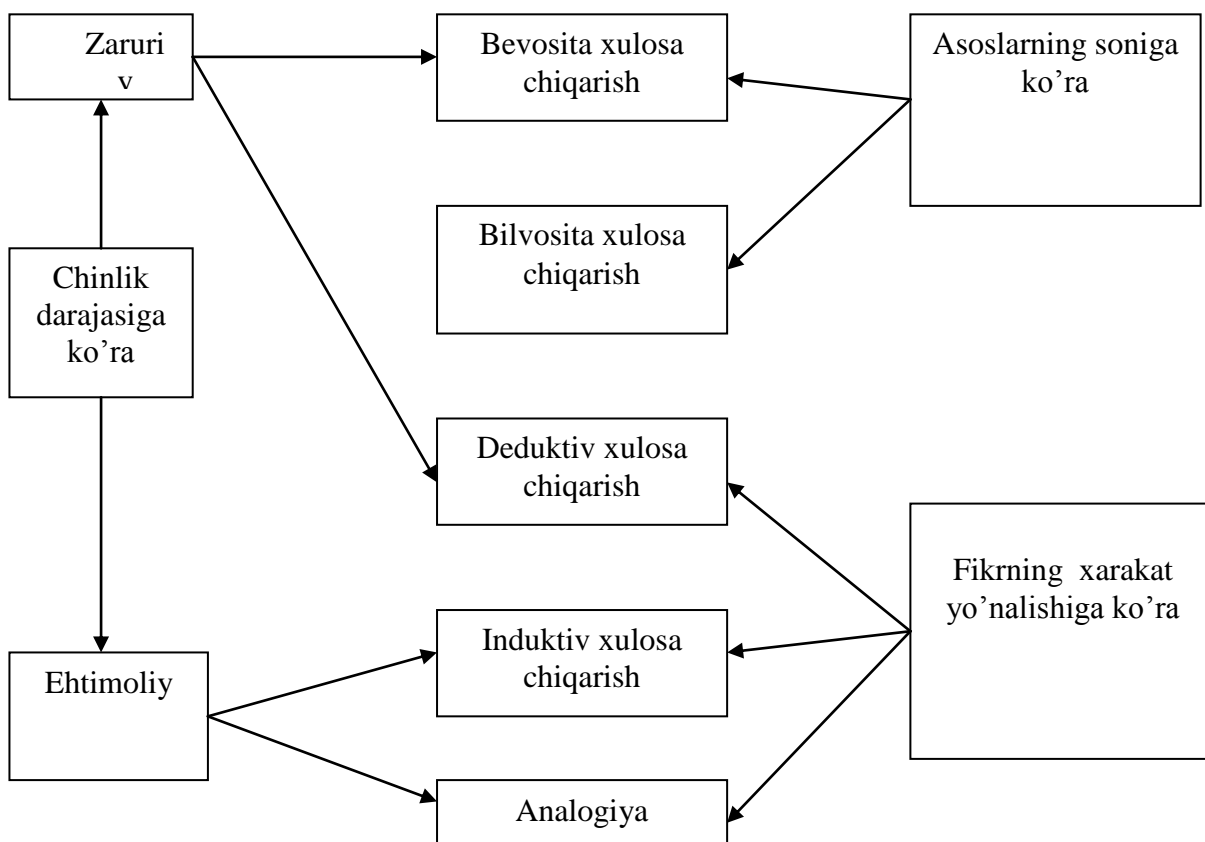 Zaruri
v
Bevosita xulosa
chiqarish
Asoslarning soniga
ko’ra
Bilvosita xulosa
chiqarish
Chinlik
darajasiga
ko’ra
Deduktiv xulosa
chiqarish
Fikrning xarakat
yo’nalishiga ko’ra
Induktiv xulosa
chiqarish
Ehtimoliy
Analogiya